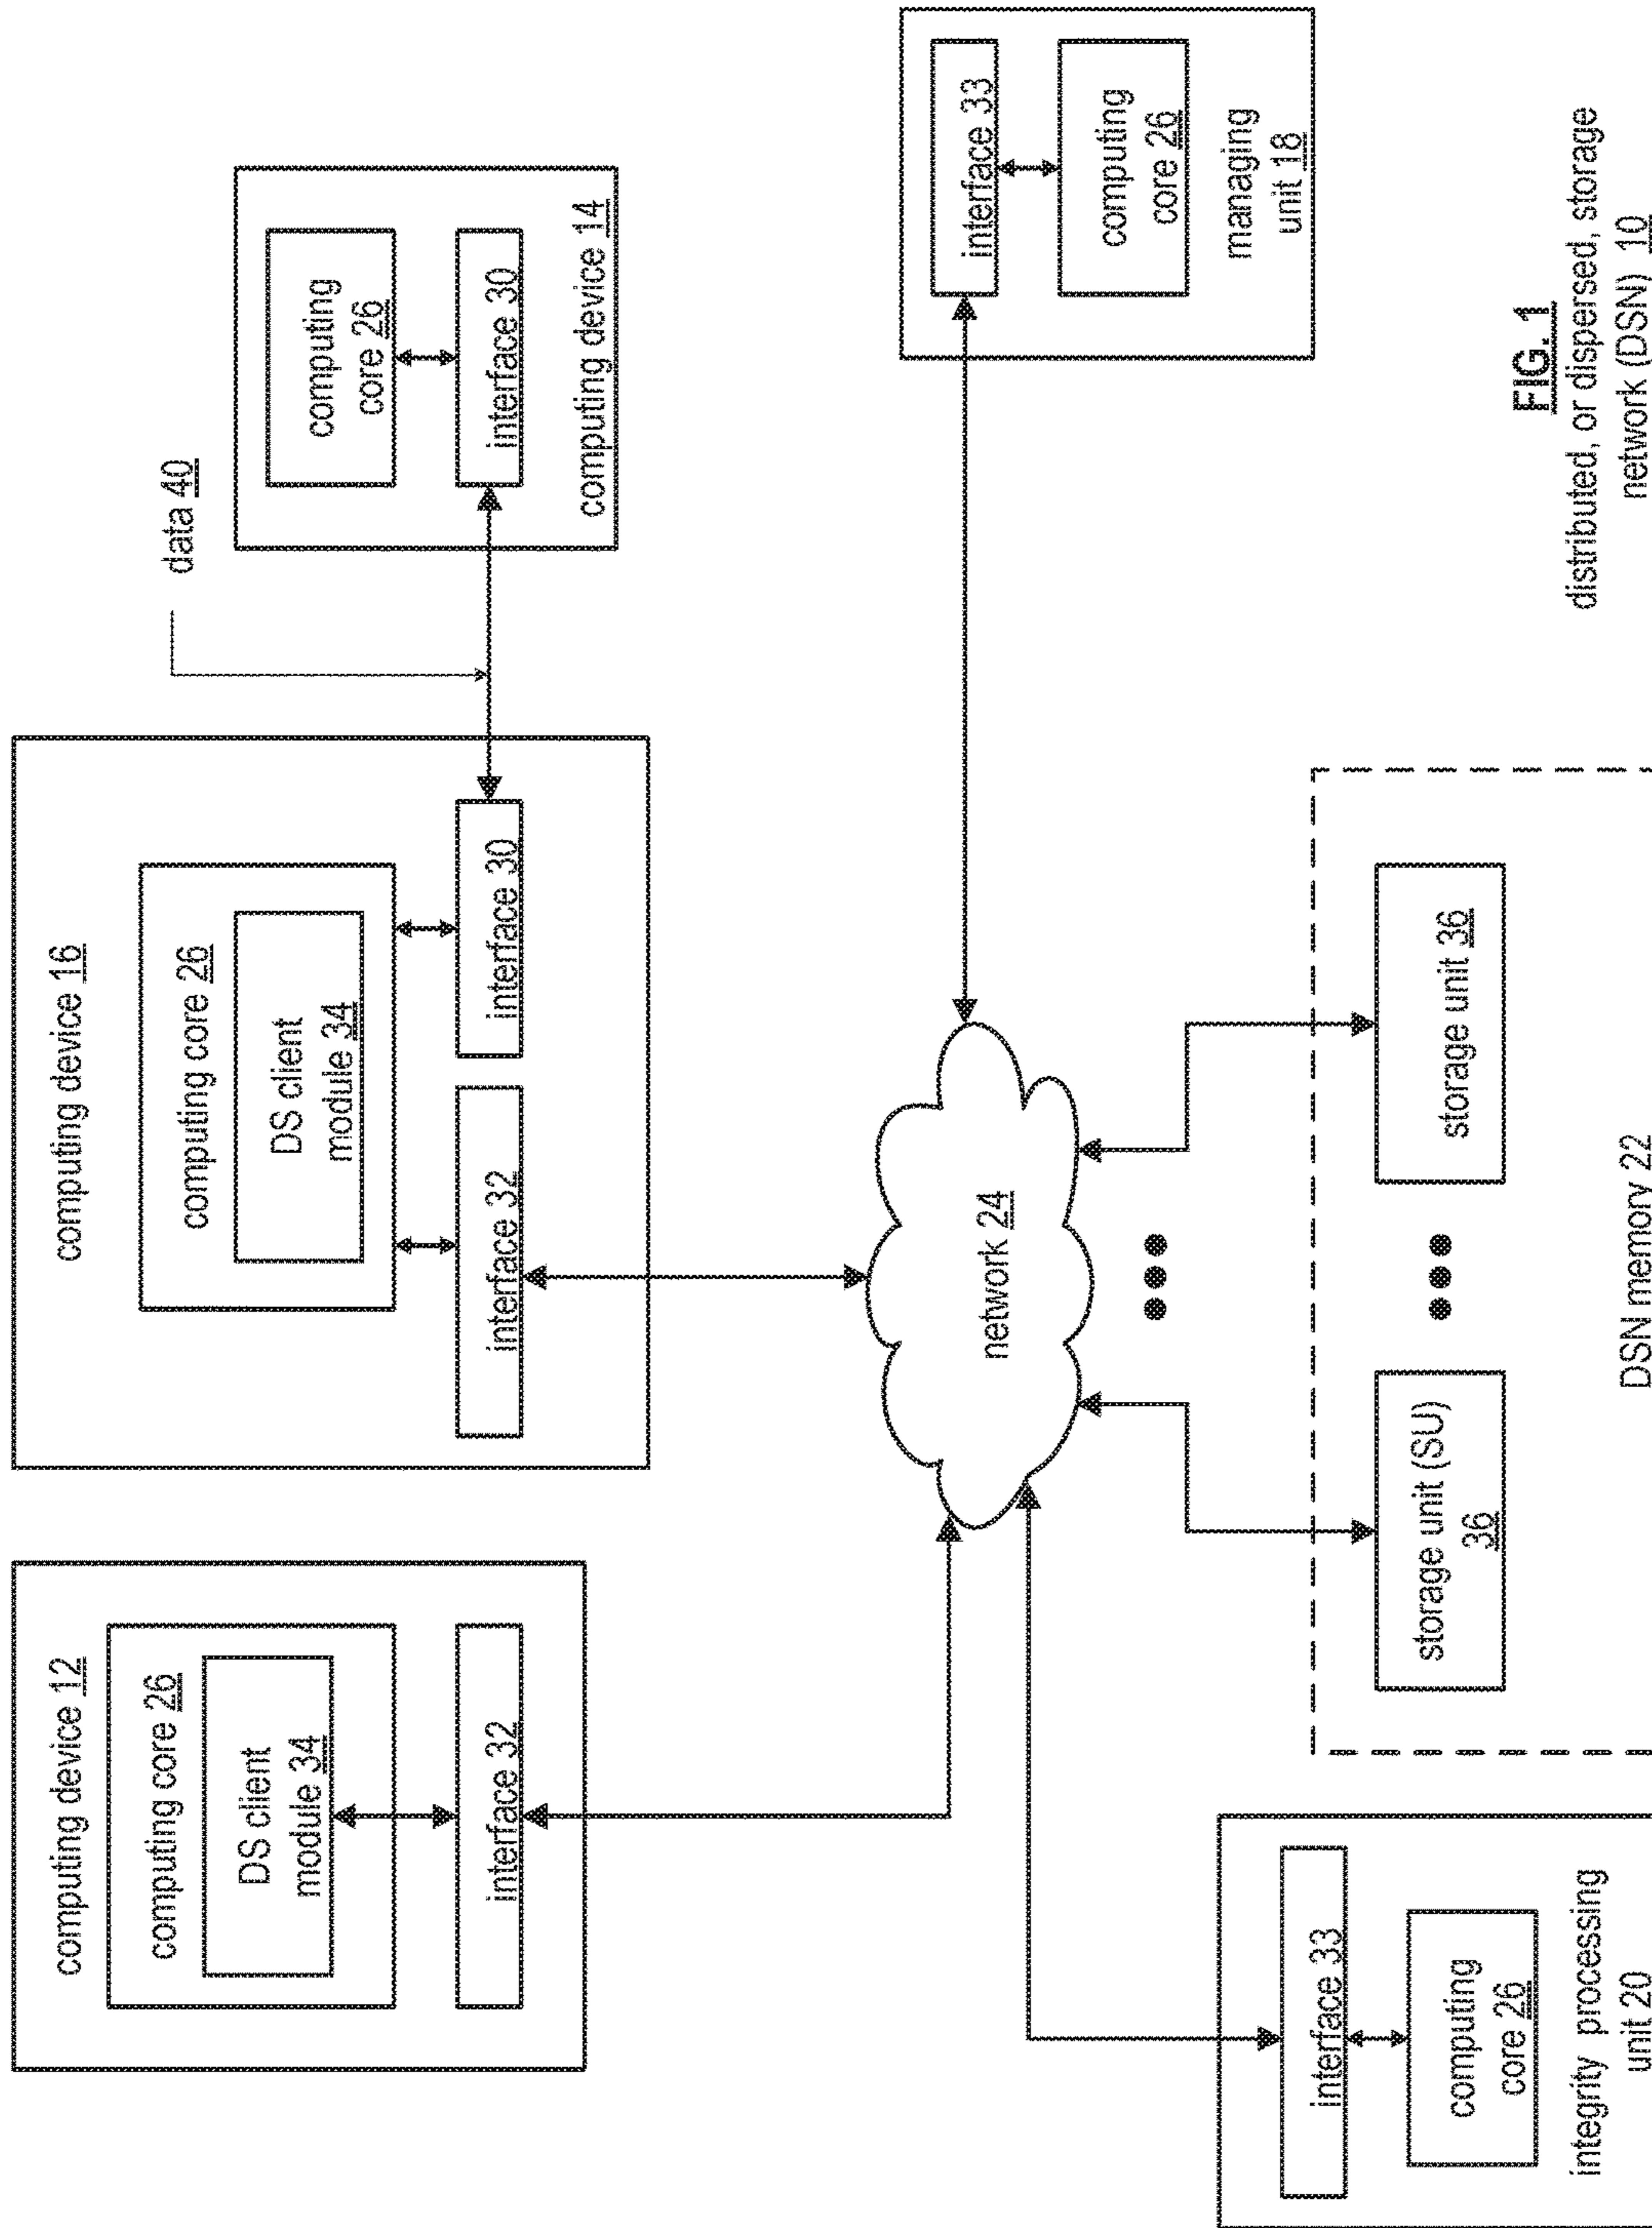 computing device 12
computing core 26
DS client
module 34
interface 32
computing device 16
computing core 26
DS client
module 34
interface 32
interface 30
data 40
computing
core 26
interface 30
computing device 14
network 24
interface 33
computing
core 26
managing
unit 18
interface 33
computing
core 26
integrity processing
unit 20
storage unit (SU)
36
storage unit 36
DSN memory 22
FIG. 1
distributed, or dispersed, storage
network (DSN) 10